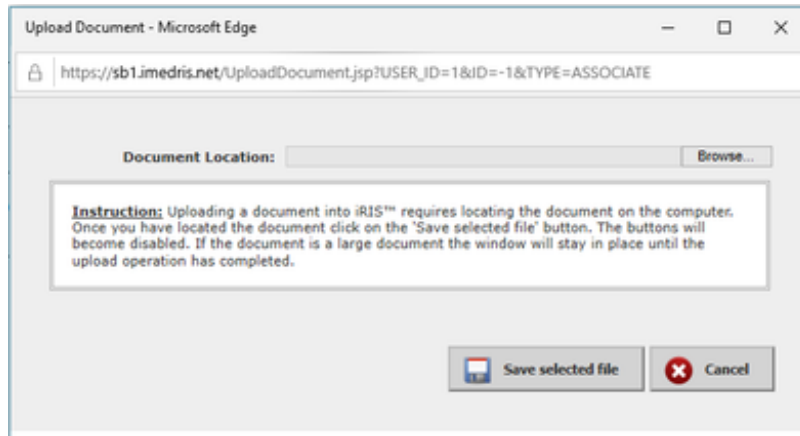 Upload Document - Microsoft Edge
https://sb1.imedris.net/UploadDocument.jsp?USER_ID=1&ID=-1&TYPE=ASSOCIATE
Document Location: Browse...
Instruction: Uploading a document into iRIS™ requires locating the document on the computer.
Once you have located the document click on the 'Save selected file' button. The buttons will
become disabled. If the document is a large document the window will stay in place until the
upload operation has completed.
Save selected file Cancel